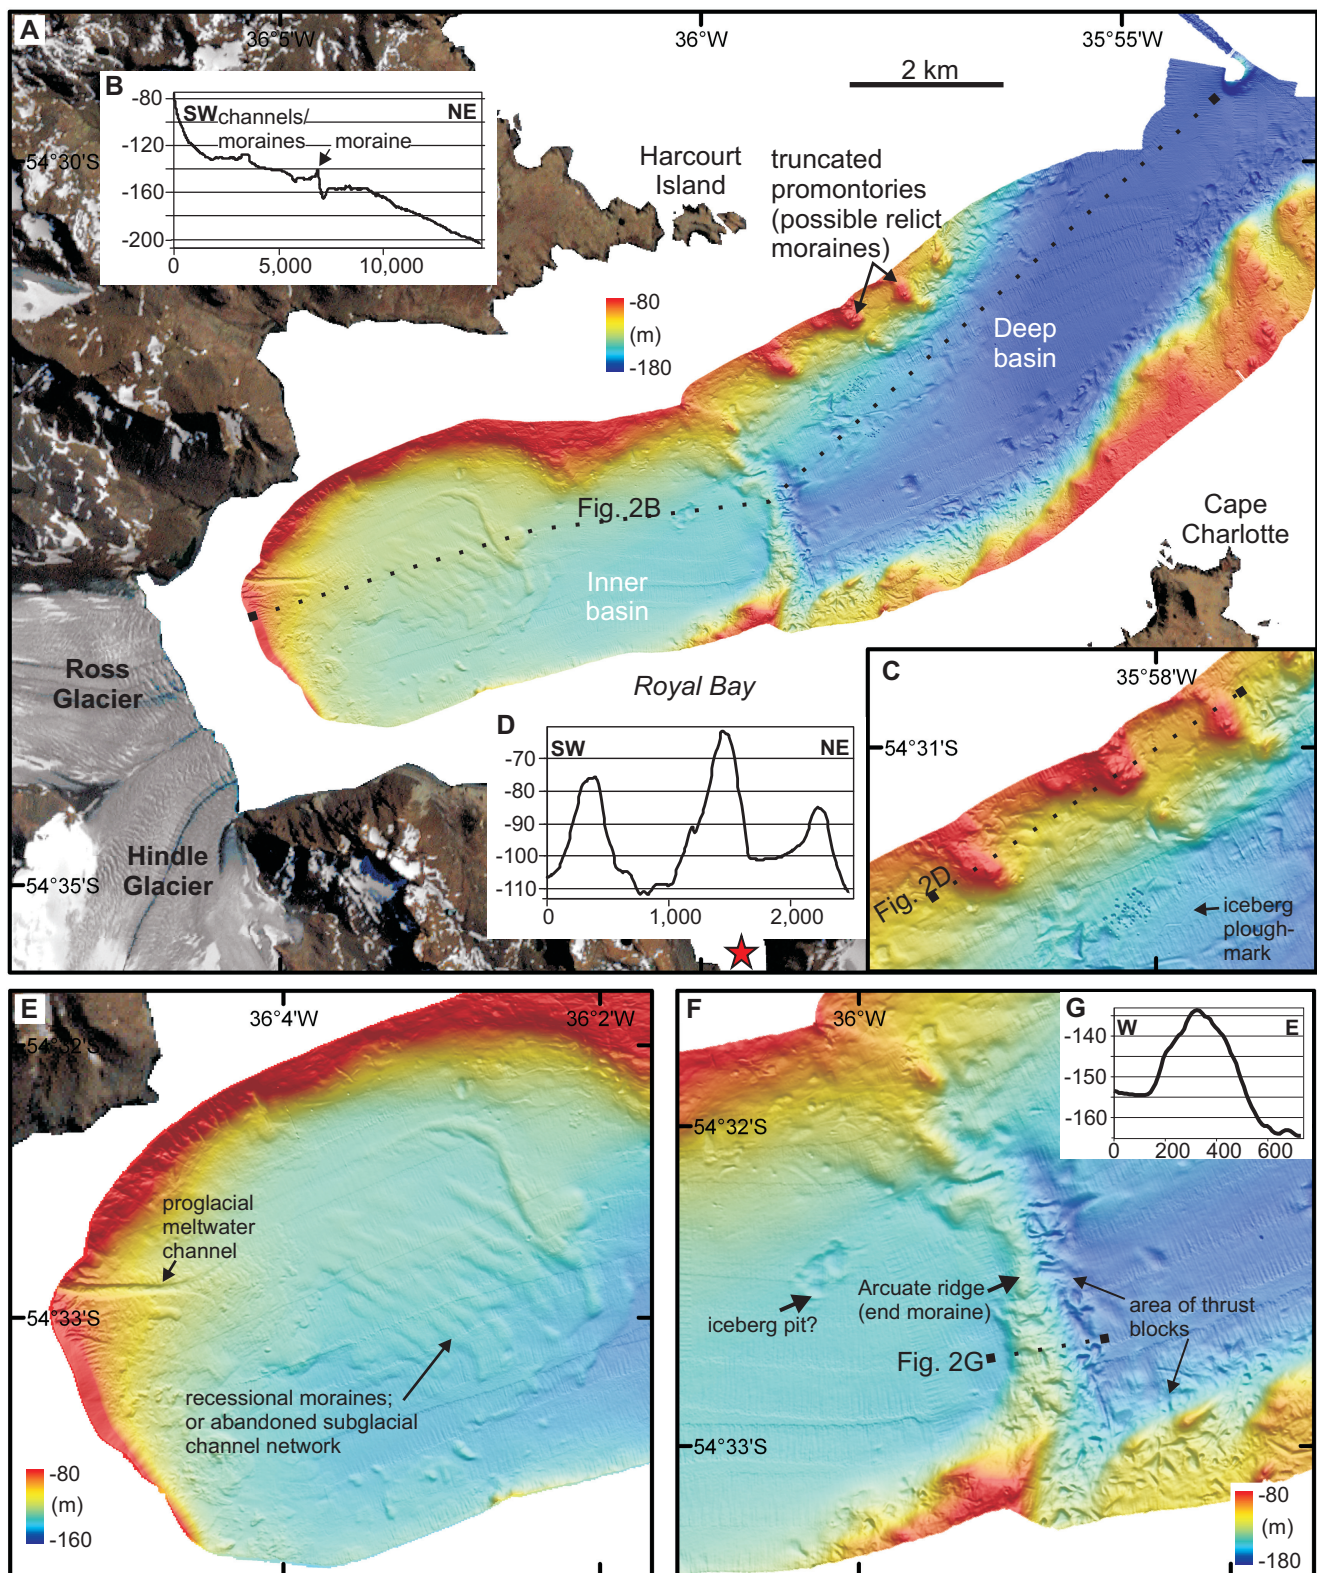 A
36°5'W
36°W
35°55'W
2 km
B
-80
-120
-160
-200
SW
NE
channels/
moraines
moraine
0
5,000
10,000
54°30'S
Harcourt
Island
truncated
promontories
(possible relict
moraines)
-80
(m)
-180
Deep
basin
Fig. 2B
Inner
basin
Cape
Charlotte
Ross
Glacier
Royal Bay
Hindle
Glacier
54°35'S
C
35°58'W
54°31'S
Fig. 2D
iceberg
plough-
mark
D
SW
NE
-70
-80
-90
-100
-110
0
1,000
2,000
E
36°4'W
36°2'W
54°32'S
proglacial
meltwater
channel
54°33'S
recessional moraines;
or abandoned subglacial
channel network
-80
(m)
-160
F
36°W
54°32'S
G
W
E
-140
-150
-160
0
200
400
600
Arcuate ridge
(end moraine)
iceberg pit?
area of thrust
blocks
Fig. 2G
54°33'S
-80
(m)
-180